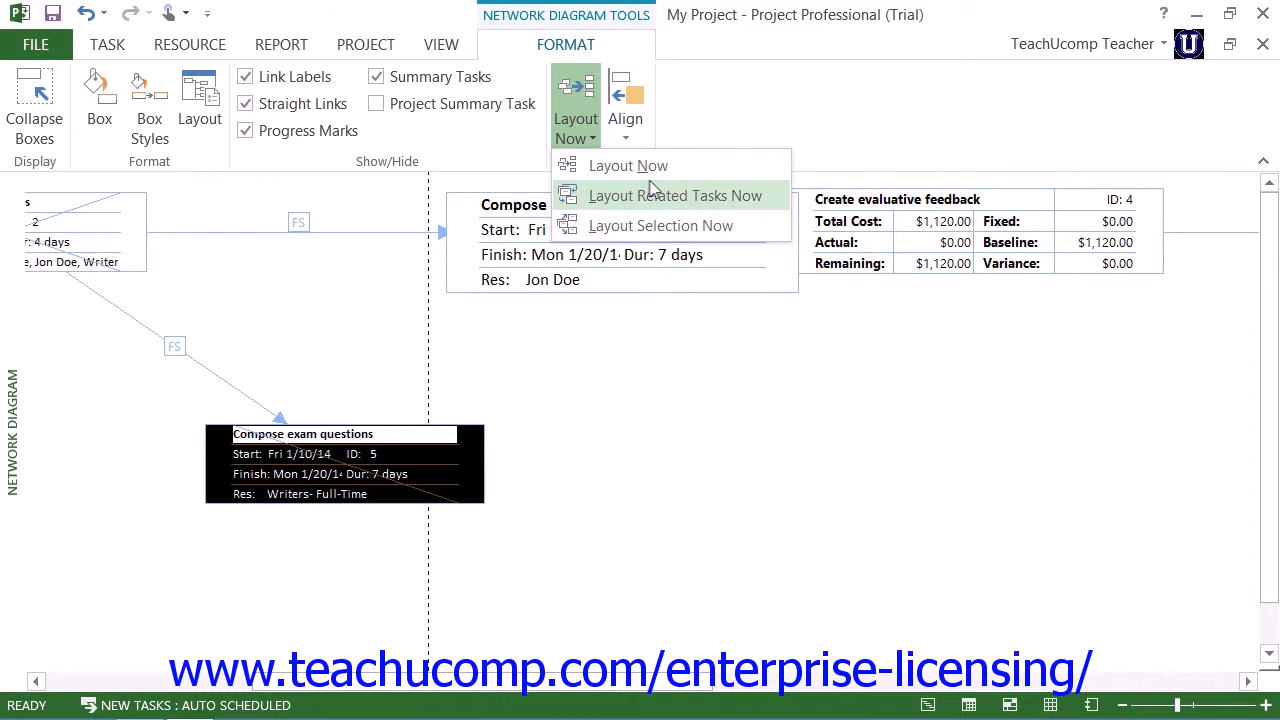 NETWORK DIAGRAM TOOLS
My Project - Project Professional (Trial)
?
FILE
TASK
RESOURCE
REPORT
PROJECT
VIEW
FORMAT
TeachUcomp Teacher
U
Collapse
Boxes
Box
Box
Styles
Layout
Link Labels
Straight Links
Progress Marks
Summary Tasks
Project Summary Task
Layout
Now
Align
Display
Format
Show/Hide
Layout Now
Layout Related Tasks Now
Layout Selection Now
s
2
: 4 days
e, Jon Doe, Writer
FS
Compose
Start: Fri
Finish: Mon 1/20/14 Dur: 7 days
Res: Jon Doe
Create evaluative feedback ID: 4
Total Cost: $1,120.00 Fixed: $0.00
Actual: $0.00 Baseline: $1,120.00
Remaining: $1,120.00 Variance: $0.00
FS
Compose exam questions
Start: Fri 1/10/14 ID: 5
Finish: Mon 1/20/14 Dur: 7 days
Res: Writers- Full-Time
NETWORK DIAGRAM
www.teachucomp.com/enterprise-licensing/
READY
NEW TASKS : AUTO SCHEDULED